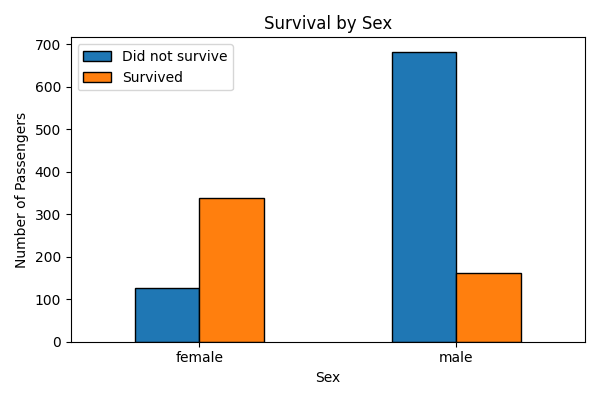 Survival by Sex
Did not survive
Survived
Number of Passengers
700
600
500
400
300
200
100
0
female
male
Sex